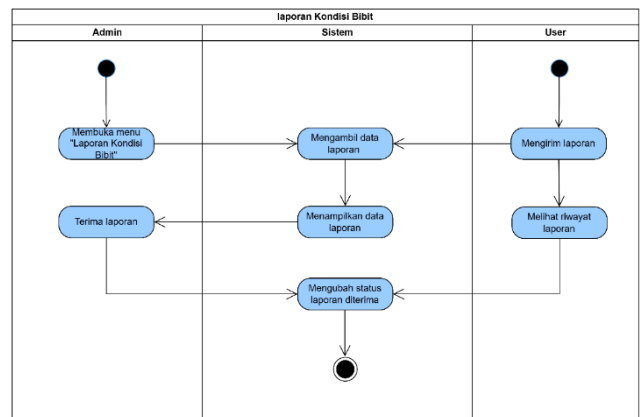 laporan Kondisi Bibit
Admin
Sistem
User
Membuka menu
"Laporan Kondisi
Bibit"
Mengambil data
laporan
Mengirim laporan
Terima laporan
Menampilkan data
laporan
Melihat riwayat
laporan
Mengubah status
laporan diterima